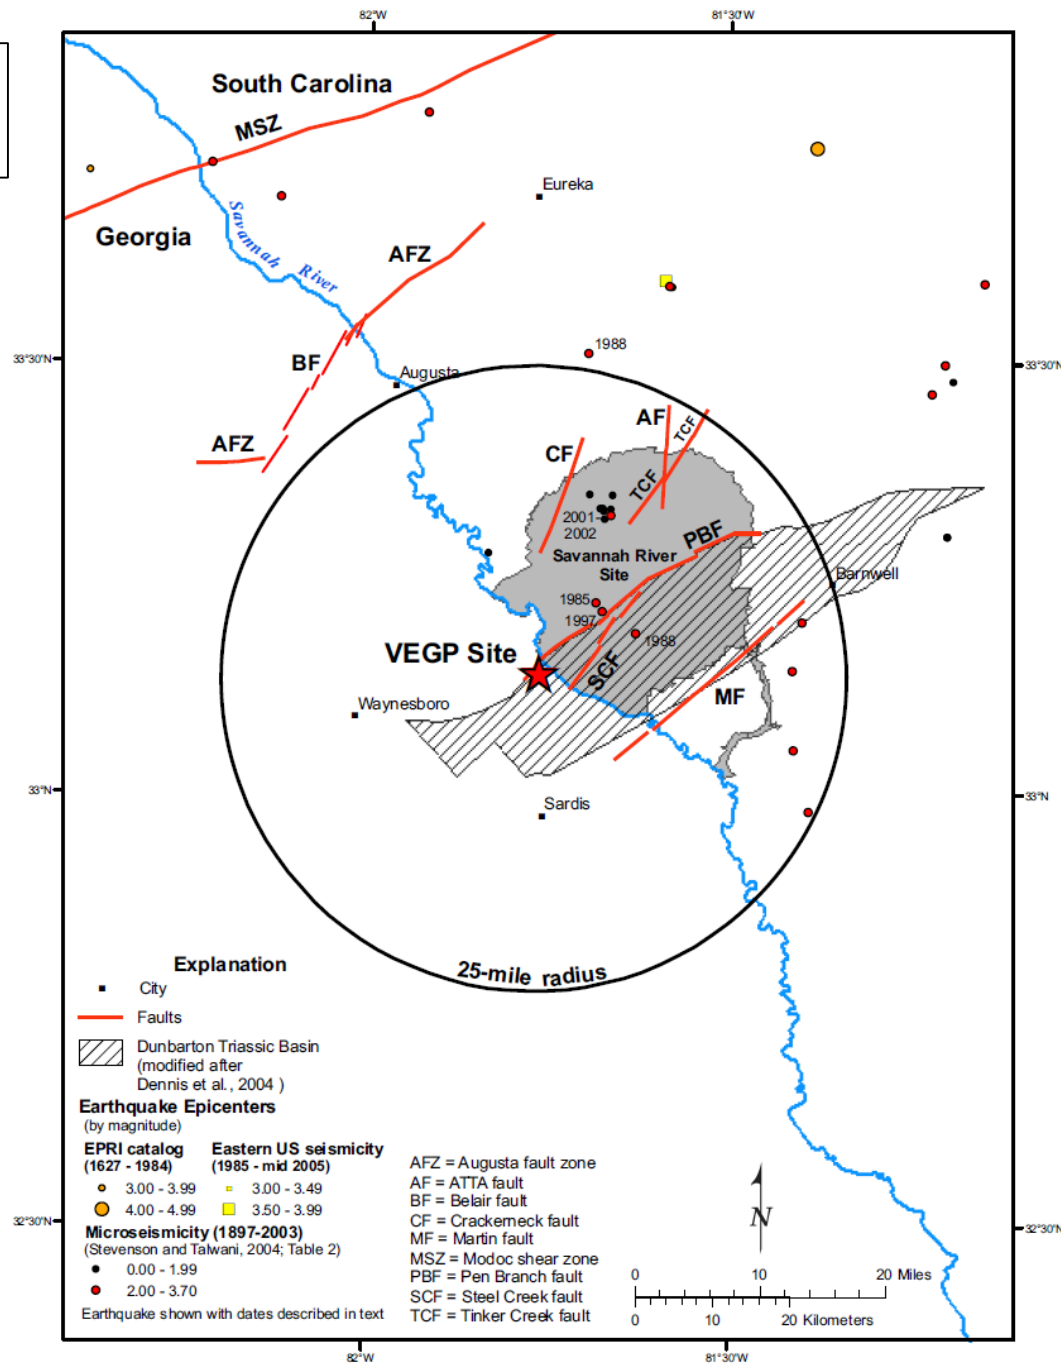 82°W
81°30'W
South Carolina
MSZ
Eureka
Georgia
Savannah River
AFZ
1988
33°30'N
33°30'N
BF
Augusta
AF
TCF
AFZ
CF
TCF
2001
2002
PBF
Savannah River
Site
Barnwell
1985
1997
1988
VEGP Site
SCF
MF
Waynesboro
33°N
33°N
Sardis
25-mile radius
Explanation
City
Faults
Dunbarton Triassic Basin
(modified after
Dennis et al., 2004 )
Earthquake Epicenters
(by magnitude)
EPRI catalog
(1627 - 1984)
3.00 - 3.99
4.00 - 4.99
Eastern US seismicity
(1985 - mid 2005)
3.00 - 3.49
3.50 - 3.99
Microseismicity (1897-2003)
(Stevenson and Talwani, 2004; Table 2)
0.00 - 1.99
2.00 - 3.70
Earthquake shown with dates described in text
AFZ = Augusta fault zone
AF = ATTA fault
BF = Belair fault
CF = Crackerneck fault
MF = Martin fault
MSZ = Modoc shear zone
PBF = Pen Branch fault
SCF = Steel Creek fault
TCF = Tinker Creek fault
N
32°30'N
32°30'N
0 10 20 Miles
0 10 20 Kilometers
82°W
81°30'W